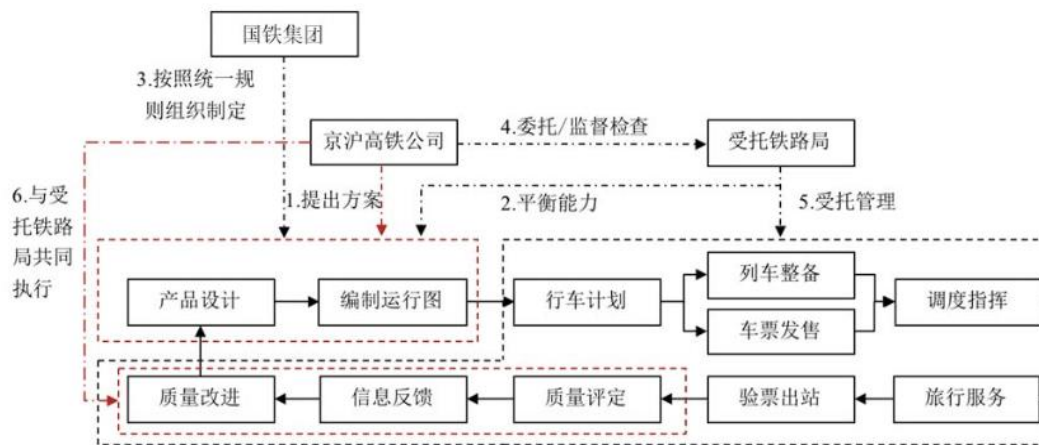 国铁集团
3.按照统一规
则组织制定
京沪高铁公司
4.委托/监督检查
受托铁路局
6.与受
托铁路
局共同
执行
1.提出方案
2.平衡能力
5.受托管理
产品设计
编制运行图
行车计划
列车整备
车票发售
调度指挥
质量改进
信息反馈
质量评定
验票出站
旅行服务